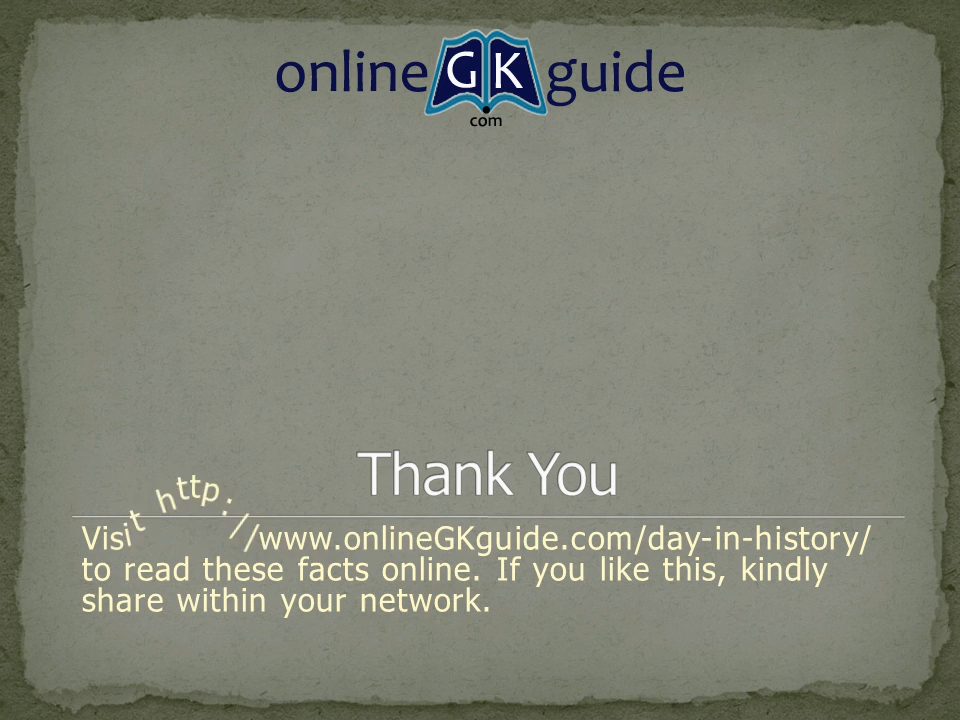 online GK guide
com
Thank You
Visit http://www.onlineGKguide.com/day-in-history/
to read these facts online. If you like this, kindly
share within your network.